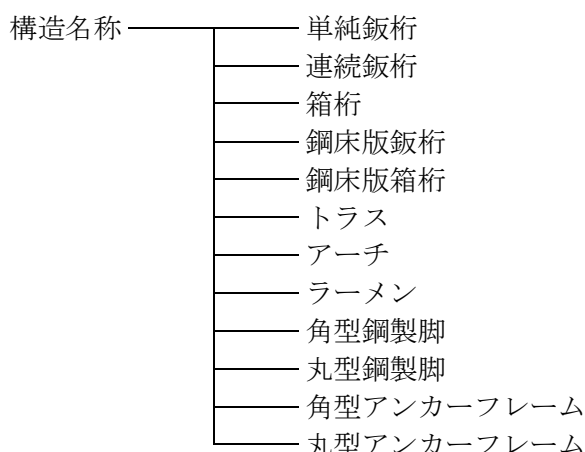 構造名称
単純鈑桁
連続鈑桁
箱桁
鋼床版鈑桁
鋼床版箱桁
トラス
アーチ
ラーメン
角型鋼製脚
丸型鋼製脚
角型アンカーフレーム
丸型アンカーフレーム